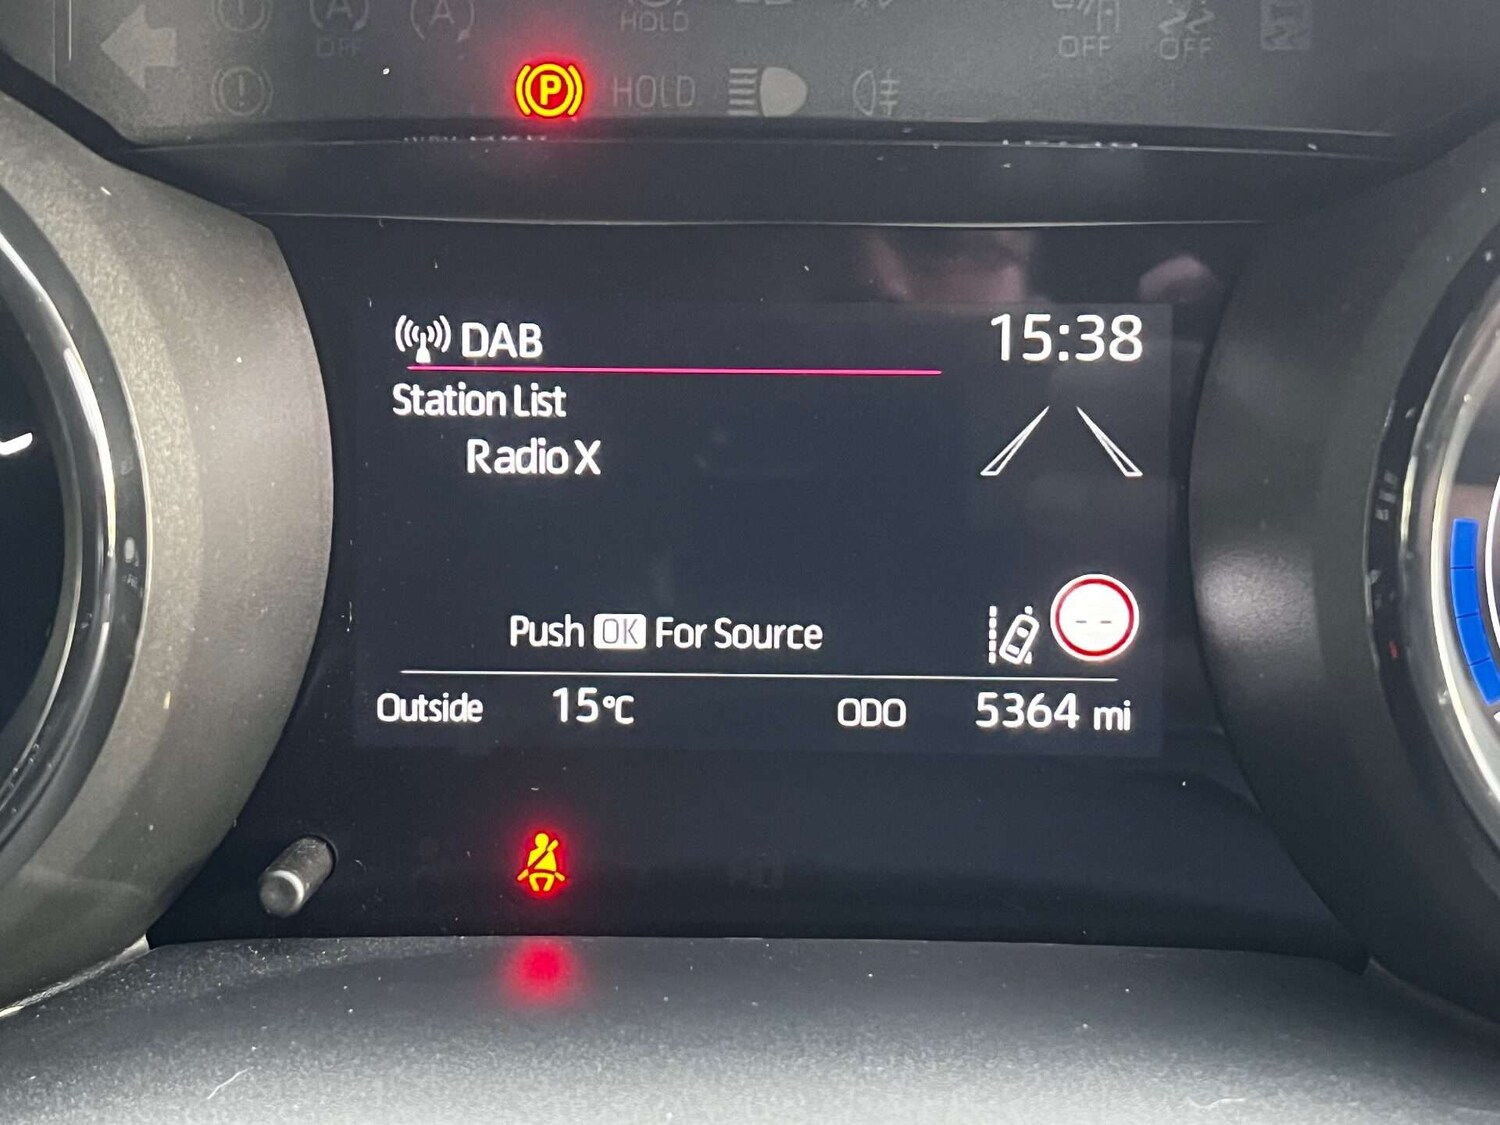 HOLD
OFF
OFF
OFF
P HOLD
DAB 15:38
Station List
Radio X
Push OK For Source
--
Outside 15°C ODO 5364 mi